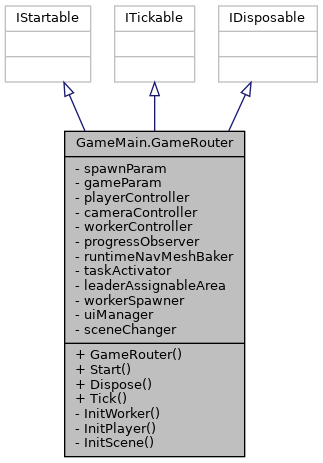 IStartable
ITickable
IDisposable
GameMain.GameRouter
- spawnParam
- gameParam
- playerController
- cameraController
- workerController
- progressObserver
- runtimeNavMeshBaker
- taskActivator
- leaderAssignableArea
- workerSpawner
- uiManager
- sceneChanger
+ GameRouter()
+ Start()
+ Dispose()
+ Tick()
- InitWorker()
- InitPlayer()
- InitScene()